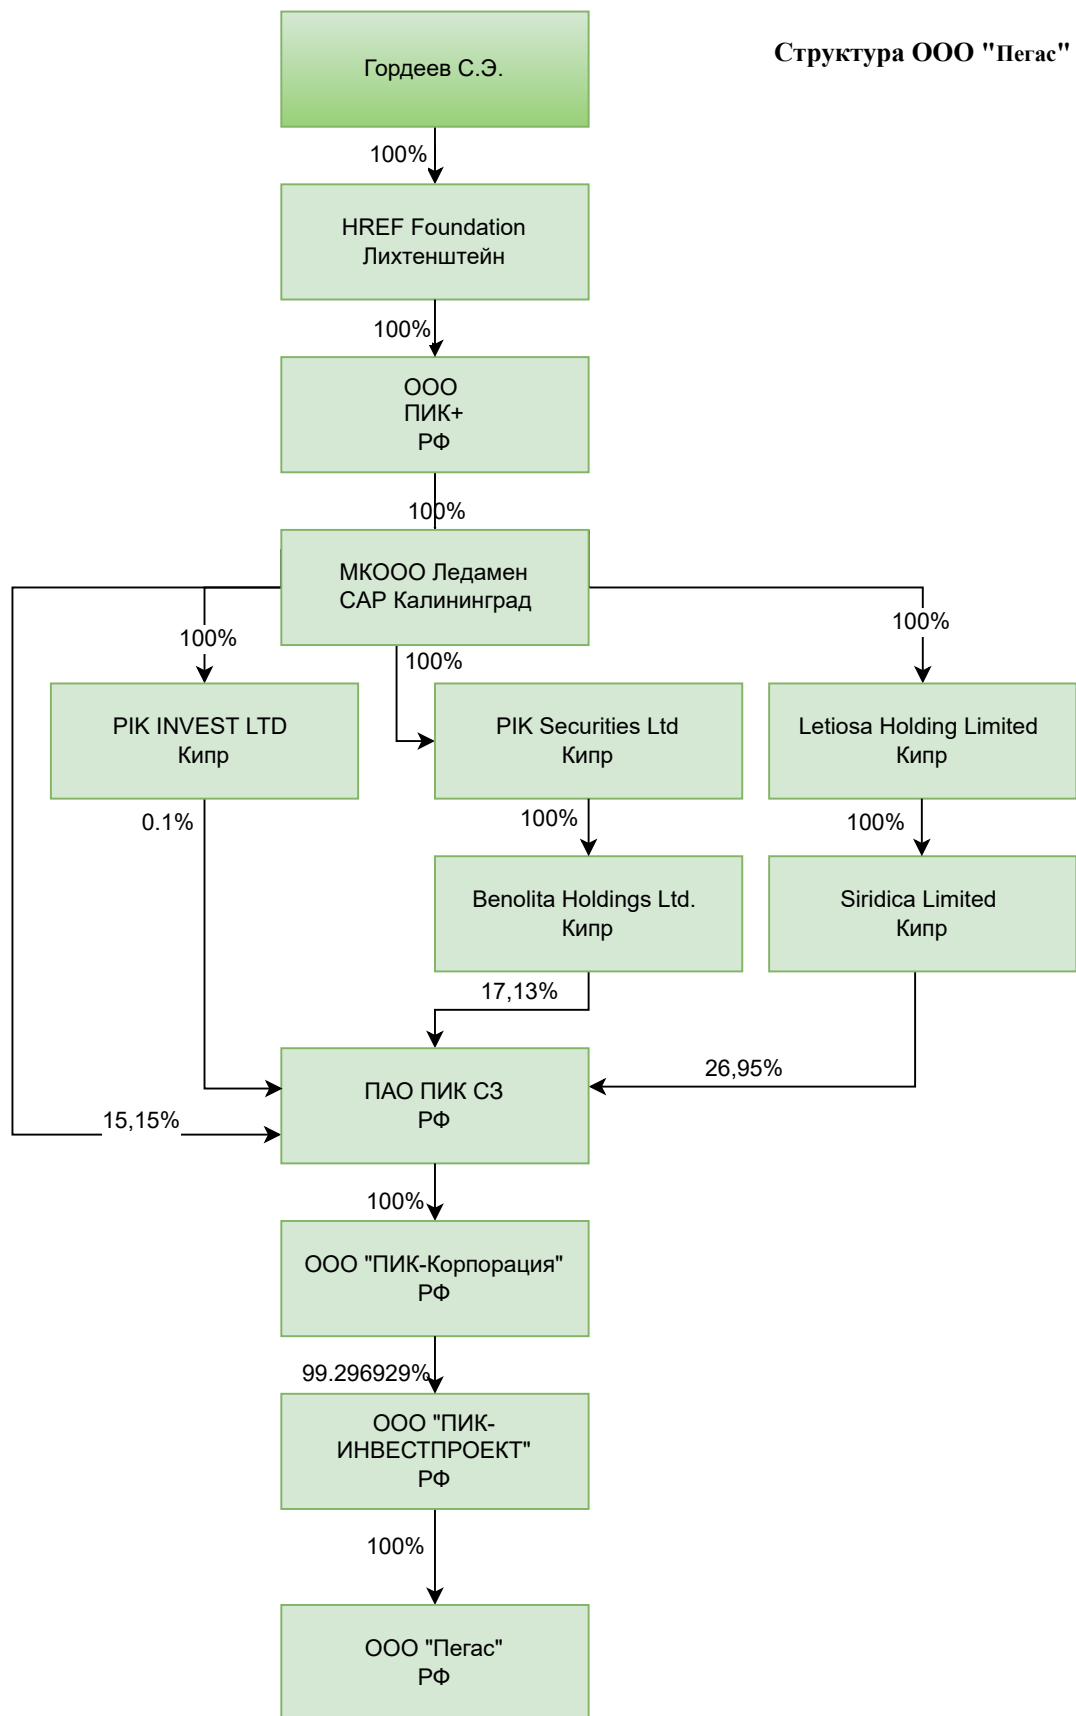 Структура ООО "Пегас"
Гордеев С.Э.
100%
HREF Foundation
Лихтенштейн
100%
ООО
ПИК+
РФ
100%
МКООО Ледамен
САР Калининград
100%
100%
100%
PIK INVEST LTD
Кипр
PIK Securities Ltd
Кипр
Letiosa Holding Limited
Кипр
0.1%
100%
100%
Benolita Holdings Ltd.
Кипр
Siridica Limited
Кипр
17,13%
26,95%
15,15%
ПАО ПИК СЗ
РФ
100%
ООО "ПИК-Корпорация"
РФ
99.296929%
ООО "ПИК-
ИНВЕСТПРОЕКТ"
РФ
100%
ООО "Пегас"
РФ